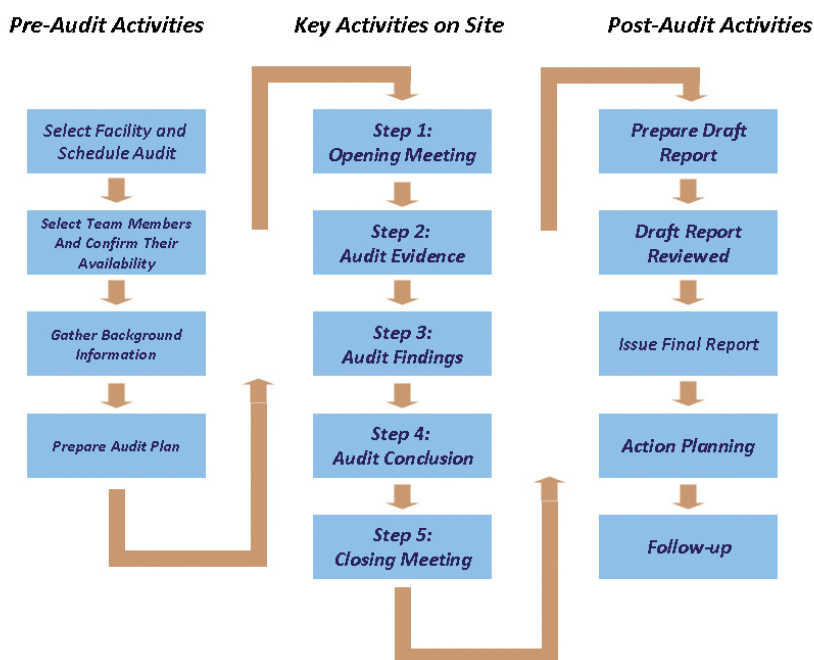 Pre-Audit Activities
Key Activities on Site
Post-Audit Activities
Select Facility and
Schedule Audit
Select Team Members
And Confirm Their
Availability
Gather Background
Information
Prepare Audit Plan
Step 1:
Opening Meeting
Step 2:
Audit Evidence
Step 3:
Audit Findings
Step 4:
Audit Conclusion
Step 5:
Closing Meeting
Prepare Draft
Report
Draft Report
Reviewed
Issue Final Report
Action Planning
Follow-up